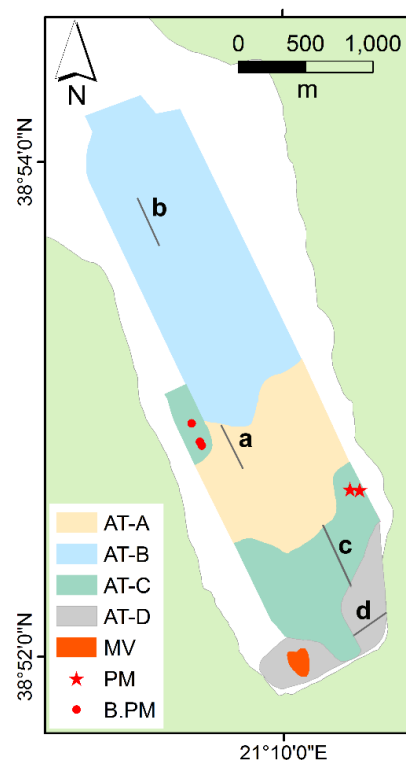 0 500 1,000
m
N
38°54'0"N
b
a
c
d
AT-A
AT-B
AT-C
AT-D
MV
PM
B.PM
38°52'0"N
21°10'0"E